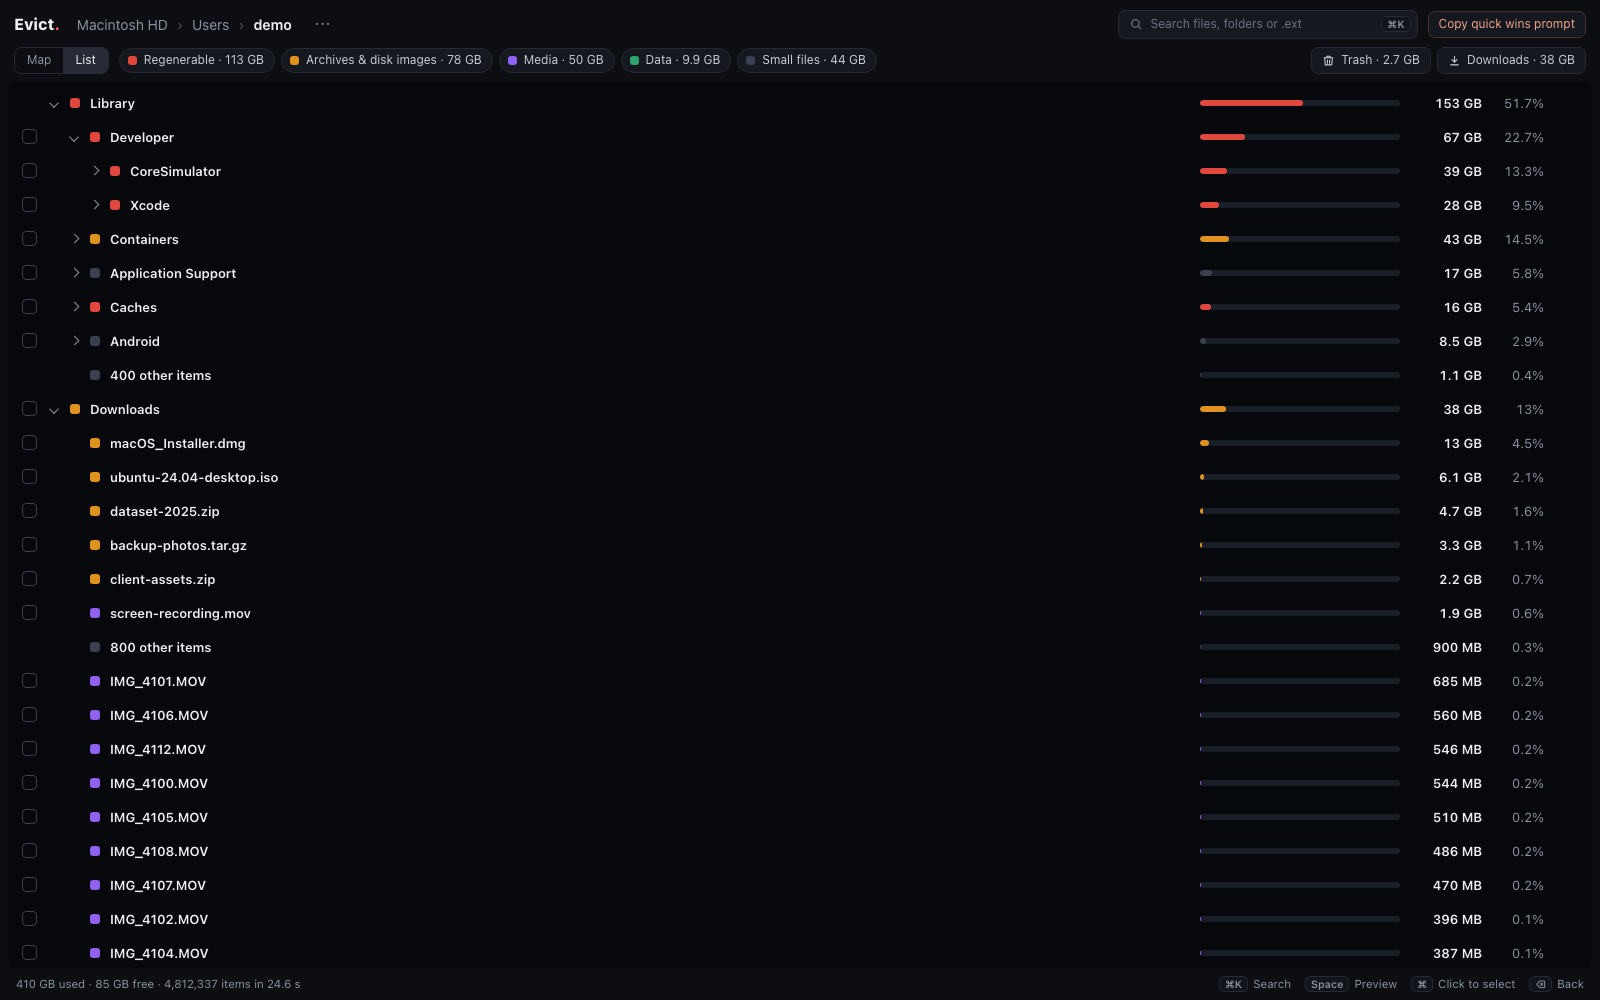 Evict. Macintosh HD › Users › demo ··· Search files, folders or .ext ⌘K Copy quick wins prompt
Map List Regenerable · 113 GB Archives & disk images · 78 GB Media · 50 GB Data · 9.9 GB Small files · 44 GB Trash · 2.7 GB Downloads · 38 GB
Library 153 GB 51.7%
Developer 67 GB 22.7%
CoreSimulator 39 GB 13.3%
Xcode 28 GB 9.5%
Containers 43 GB 14.5%
Application Support 17 GB 5.8%
Caches 16 GB 5.4%
Android 8.5 GB 2.9%
400 other items 1.1 GB 0.4%
Downloads 38 GB 13%
macOS_Installer.dmg 13 GB 4.5%
ubuntu-24.04-desktop.iso 6.1 GB 2.1%
dataset-2025.zip 4.7 GB 1.6%
backup-photos.tar.gz 3.3 GB 1.1%
client-assets.zip 2.2 GB 0.7%
screen-recording.mov 1.9 GB 0.6%
800 other items 900 MB 0.3%
IMG_4101.MOV 685 MB 0.2%
IMG_4106.MOV 560 MB 0.2%
IMG_4112.MOV 546 MB 0.2%
IMG_4100.MOV 544 MB 0.2%
IMG_4105.MOV 510 MB 0.2%
IMG_4108.MOV 486 MB 0.2%
IMG_4107.MOV 470 MB 0.2%
IMG_4102.MOV 396 MB 0.1%
IMG_4104.MOV 387 MB 0.1%
410 GB used · 85 GB free · 4,812,337 items in 24.6 s ⌘K Search Space Preview ⌘ Click to select ⌫ Back